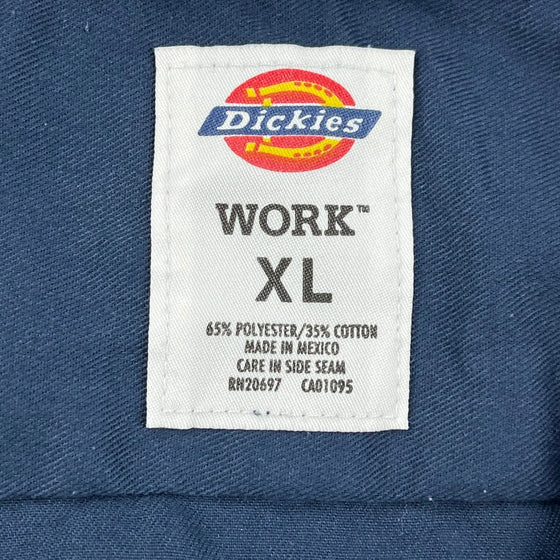 Dickies
WORK™
XL
65% POLYESTER/35% COTTON
MADE IN MEXICO
CARE IN SIDE SEAM
RN20697 CA01095